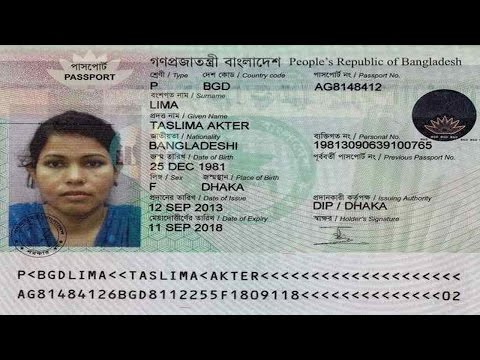 পাসপোর্ট
PASSPORT
গণপ্রজাতন্ত্রী বাংলাদেশ People's Republic of Bangladesh
শ্রেণী / Type দেশ কোড / Country code পাসপোর্ট নং / Passport No.
P BGD AG8148412
বংশগত নাম / Surname
LIMA
প্রদত্ত নাম / Given Name
TASLIMA AKTER
জাতীয়তা / Nationality ব্যক্তিগত নং / Personal No.
BANGLADESHI 19813090639100765
জন্ম তারিখ / Date of Birth পূর্ববর্তী পাসপোর্ট নং / Previous Passport No.
25 DEC 1981
লিঙ্গ / Sex জন্মস্থান / Place of Birth
F DHAKA
প্রদানের তারিখ / Date of Issue প্রদানকারী কর্তৃপক্ষ / Issuing Authority
12 SEP 2013 DIP / DHAKA
মেয়াদোত্তীর্ণের তারিখ / Date of Expiry স্বাক্ষর / Holder's Signature
11 SEP 2018
P<BGDLIMA<<TASLIMA<AKTER<<<<<<<<<<<<<<<<<<<<
AG81484126BGD8112255F1809118<<<<<<<<<<<<<<02